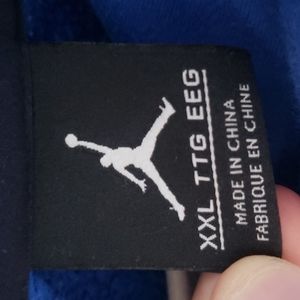 XXL TTG EEG
MADE IN CHINA
FABRIQUE EN CHINE